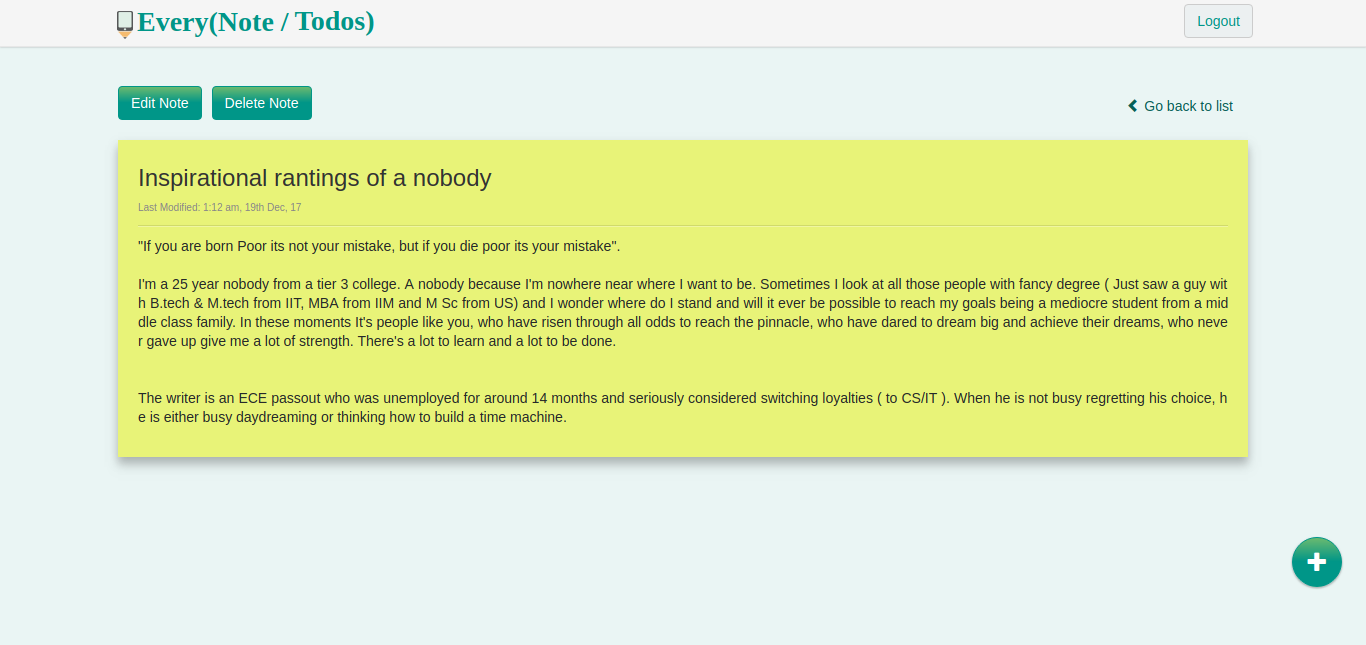 Every(Note / Todos)
Logout
Edit Note
Delete Note
Go back to list
Inspirational rantings of a nobody
Last Modified: 1:12 am, 19th Dec, 17
"If you are born Poor its not your mistake, but if you die poor its your mistake".
I'm a 25 year nobody from a tier 3 college. A nobody because I'm nowhere near where I want to be. Sometimes I look at all those people with fancy degree ( Just saw a guy wit
h B.tech & M.tech from IIT, MBA from IIM and M Sc from US) and I wonder where do I stand and will it ever be possible to reach my goals being a mediocre student from a mid
dle class family. In these moments It's people like you, who have risen through all odds to reach the pinnacle, who have dared to dream big and achieve their dreams, who neve
r gave up give me a lot of strength. There's a lot to learn and a lot to be done.
The writer is an ECE passout who was unemployed for around 14 months and seriously considered switching loyalties ( to CS/IT ). When he is not busy regretting his choice, h
e is either busy daydreaming or thinking how to build a time machine.